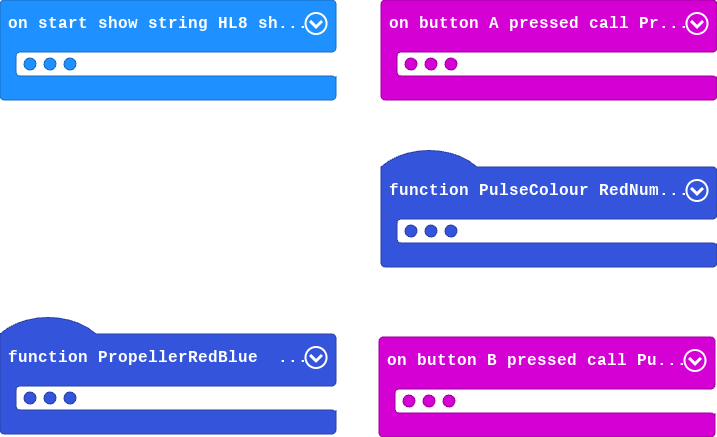 on start show string HL8 sh...
on button A pressed call Pr...
function PulseColour RedNum...
function PropellerRedBlue ...
on button B pressed call Pu...